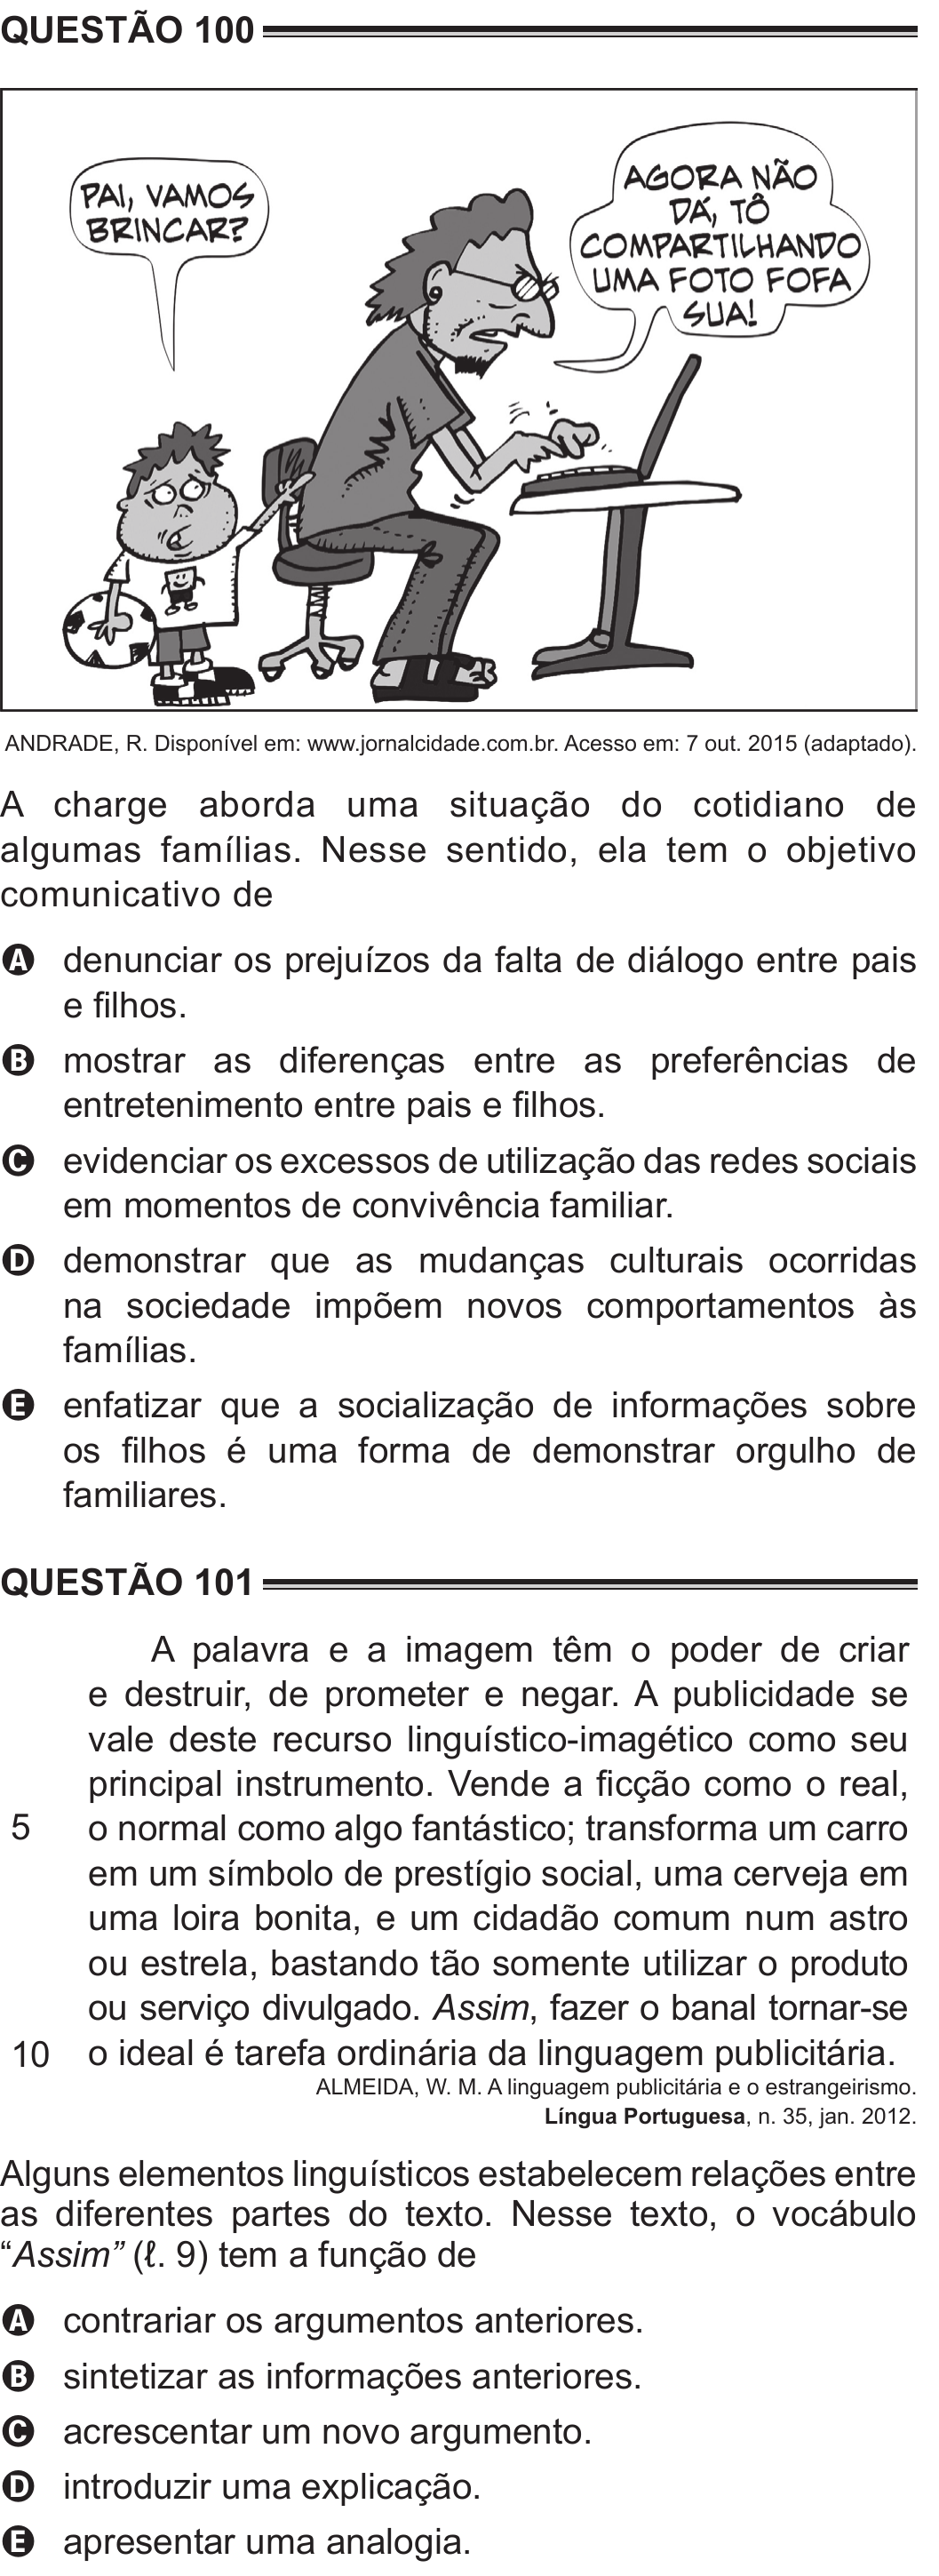 QUESTÃO 100
PAI, VAMOS
BRINCAR?
AGORA NÃO
DÁ, TÔ
COMPARTILHANDO
UMA FOTO FOFA
SUA!
ANDRADE, R. Disponível em: www.jornalcidade.com.br. Acesso em: 7 out. 2015 (adaptado).
A charge aborda uma situação do cotidiano de
algumas famílias. Nesse sentido, ela tem o objetivo
comunicativo de
A denunciar os prejuízos da falta de diálogo entre pais
e filhos.
B mostrar as diferenças entre as preferências de
entretenimento entre pais e filhos.
C evidenciar os excessos de utilização das redes sociais
em momentos de convivência familiar.
D demonstrar que as mudanças culturais ocorridas
na sociedade impõem novos comportamentos às
famílias.
E enfatizar que a socialização de informações sobre
os filhos é uma forma de demonstrar orgulho de
familiares.
QUESTÃO 101
A palavra e a imagem têm o poder de criar
e destruir, de prometer e negar. A publicidade se
vale deste recurso linguístico-imagético como seu
principal instrumento. Vende a ficção como o real,
5 o normal como algo fantástico; transforma um carro
em um símbolo de prestígio social, uma cerveja em
uma loira bonita, e um cidadão comum num astro
ou estrela, bastando tão somente utilizar o produto
ou serviço divulgado. Assim, fazer o banal tornar-se
10 o ideal é tarefa ordinária da linguagem publicitária.
ALMEIDA, W. M. A linguagem publicitária e o estrangeirismo.
Língua Portuguesa, n. 35, jan. 2012.
Alguns elementos linguísticos estabelecem relações entre
as diferentes partes do texto. Nesse texto, o vocábulo
“Assim” (ℓ. 9) tem a função de
A contrariar os argumentos anteriores.
B sintetizar as informações anteriores.
C acrescentar um novo argumento.
D introduzir uma explicação.
E apresentar uma analogia.